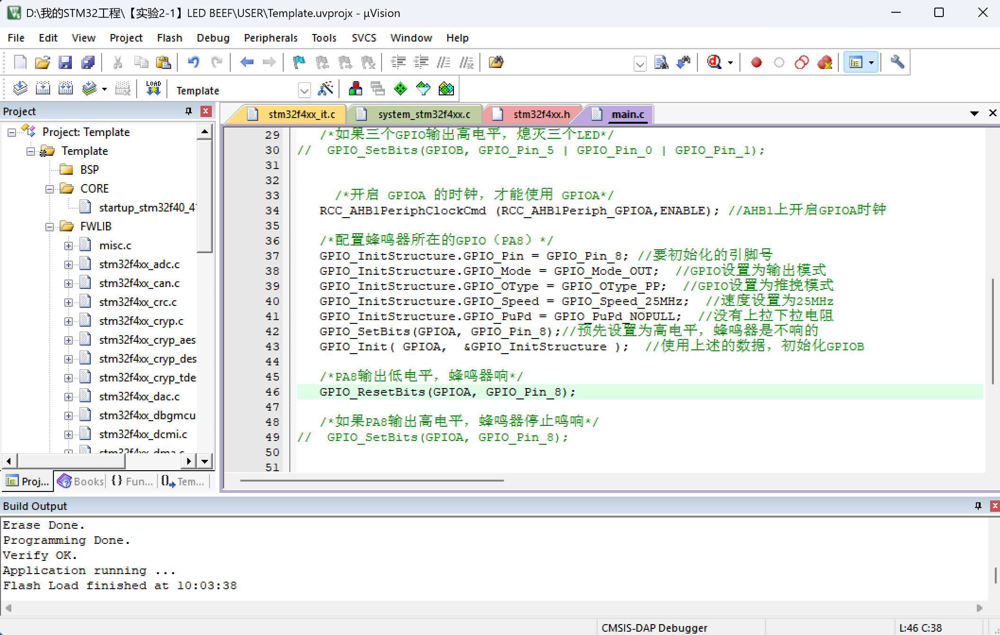 D:\我的STM32工程\【实验2-1】LED BEEF\USER\Template.uvprojx - µVision
File Edit View Project Flash Debug Peripherals Tools SVCS Window Help
LOAD Template
Project
Project: Template
Template
BSP
CORE
startup_stm32f40_4
FWLIB
misc.c
stm32f4xx_adc.c
stm32f4xx_can.c
stm32f4xx_crc.c
stm32f4xx_cryp.c
stm32f4xx_cryp_aes
stm32f4xx_cryp_des
stm32f4xx_cryp_tde
stm32f4xx_dac.c
stm32f4xx_dbgmcu
stm32f4xx_dcmi.c
stm32f4xx_dma.c
Proj... Books {} Fun... Tem...
stm32f4xx_it.c system_stm32f4xx.c stm32f4xx.h main.c
29 /*如果三个GPIO输出高电平，熄灭三个LED*/
30 // GPIO_SetBits(GPIOB, GPIO_Pin_5 | GPIO_Pin_0 | GPIO_Pin_1);
31
32
33 /*开启 GPIOA 的时钟，才能使用 GPIOA*/
34 RCC_AHB1PeriphClockCmd (RCC_AHB1Periph_GPIOA,ENABLE); //AHB1上开启GPIOA时钟
35
36 /*配置蜂鸣器所在的GPIO（PA8）*/
37 GPIO_InitStructure.GPIO_Pin = GPIO_Pin_8; //要初始化的引脚号
38 GPIO_InitStructure.GPIO_Mode = GPIO_Mode_OUT; //GPIO设置为输出模式
39 GPIO_InitStructure.GPIO_OType = GPIO_OType_PP; //GPIO设置为推挽模式
40 GPIO_InitStructure.GPIO_Speed = GPIO_Speed_25MHz; //速度设置为25MHz
41 GPIO_InitStructure.GPIO_PuPd = GPIO_PuPd_NOPULL; //没有上拉下拉电阻
42 GPIO_SetBits(GPIOA, GPIO_Pin_8);//预先设置为高电平，蜂鸣器是不响的
43 GPIO_Init( GPIOA, &GPIO_InitStructure ); //使用上述的数据，初始化GPIOB
44
45 /*PA8输出低电平，蜂鸣器响*/
46 GPIO_ResetBits(GPIOA, GPIO_Pin_8);
47
48 /*如果PA8输出高电平，蜂鸣器停止鸣响*/
49 // GPIO_SetBits(GPIOA, GPIO_Pin_8);
50
51
Build Output
Erase Done.
Programming Done.
Verify OK.
Application running ...
Flash Load finished at 10:03:38
CMSIS-DAP Debugger L:46 C:38